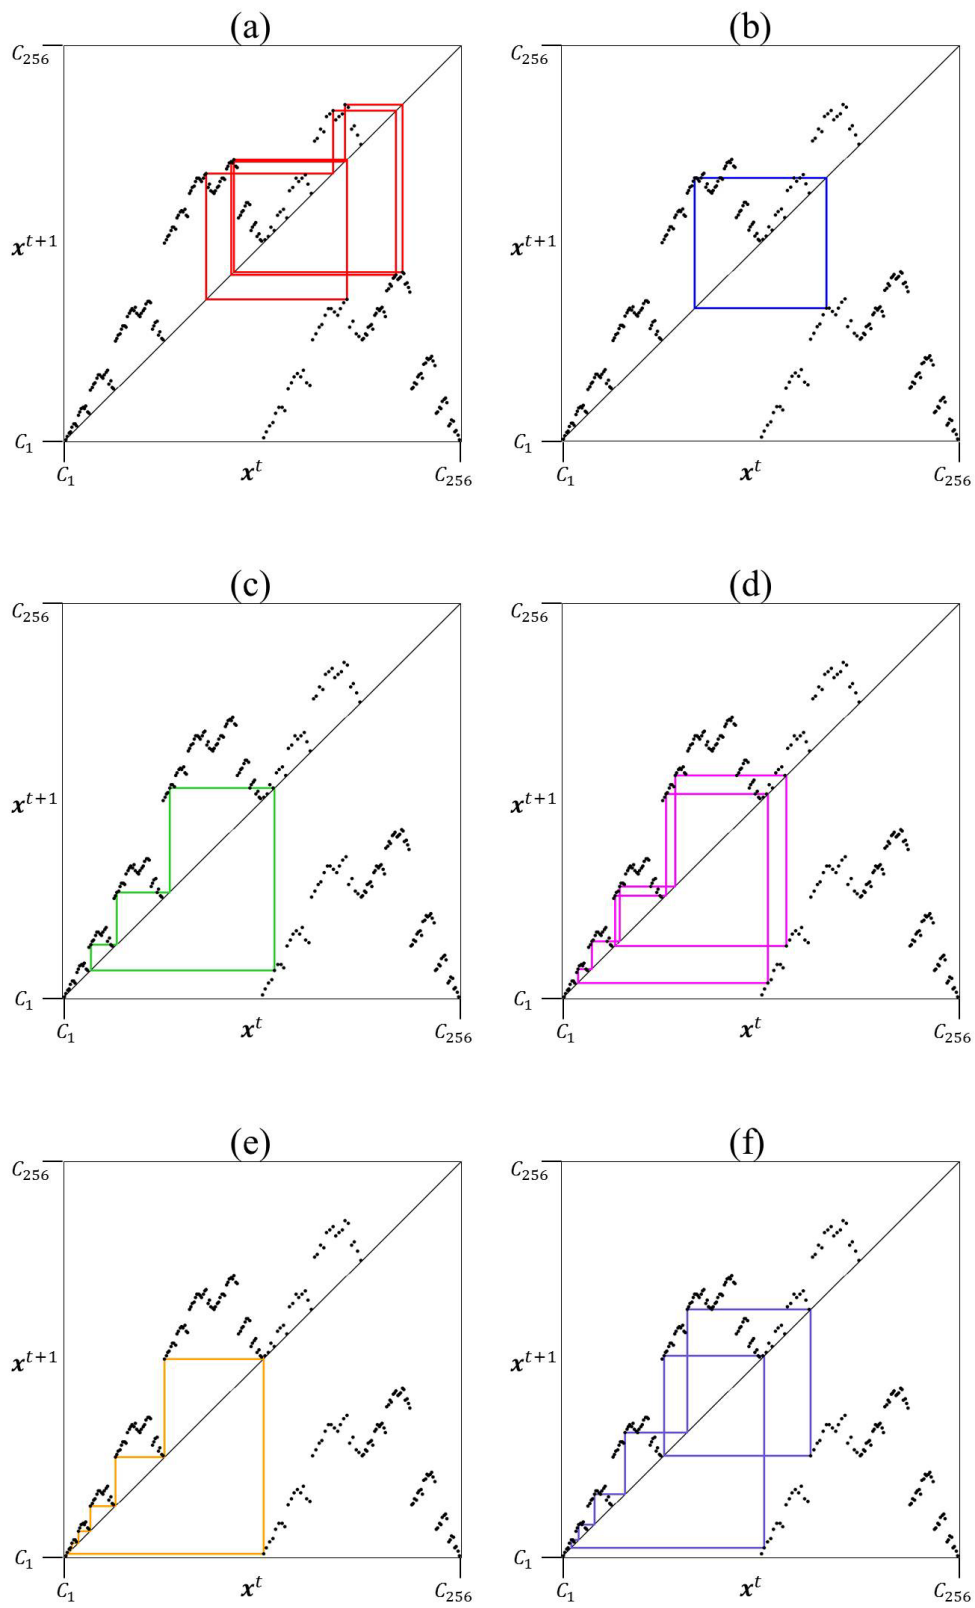 (a) (b)
C₂₅₆ C₂₅₆
xᵗ⁺¹ xᵗ⁺¹
C₁ C₁
C₁ xᵗ C₂₅₆ C₁ xᵗ C₂₅₆
(c) (d)
C₂₅₆ C₂₅₆
xᵗ⁺¹ xᵗ⁺¹
C₁ C₁
C₁ xᵗ C₂₅₆ C₁ xᵗ C₂₅₆
(e) (f)
C₂₅₆ C₂₅₆
xᵗ⁺¹ xᵗ⁺¹
C₁ C₁
C₁ xᵗ C₂₅₆ C₁ xᵗ C₂₅₆